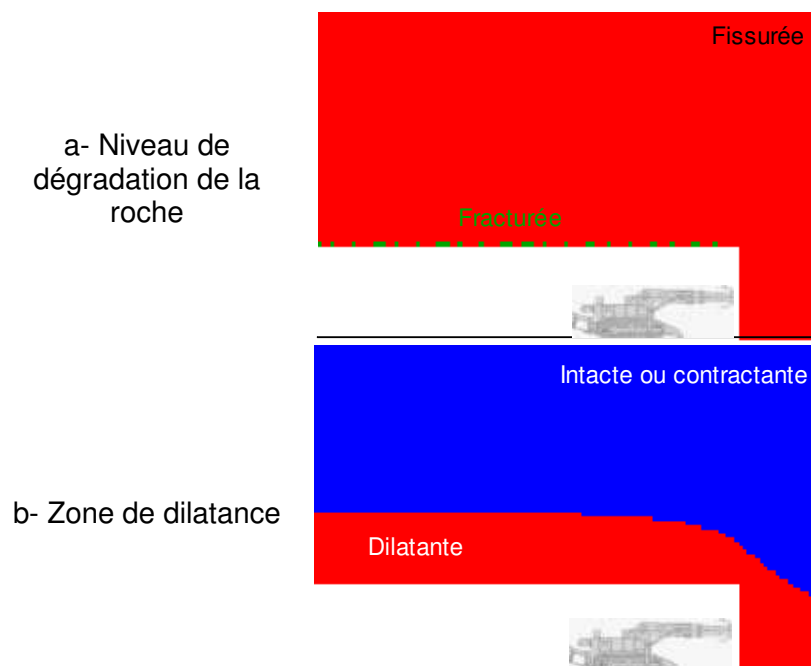 Fissurée
a- Niveau de
dégradation de la
roche
Fracturée
Intacte ou contractante
b- Zone de dilatance
Dilatante